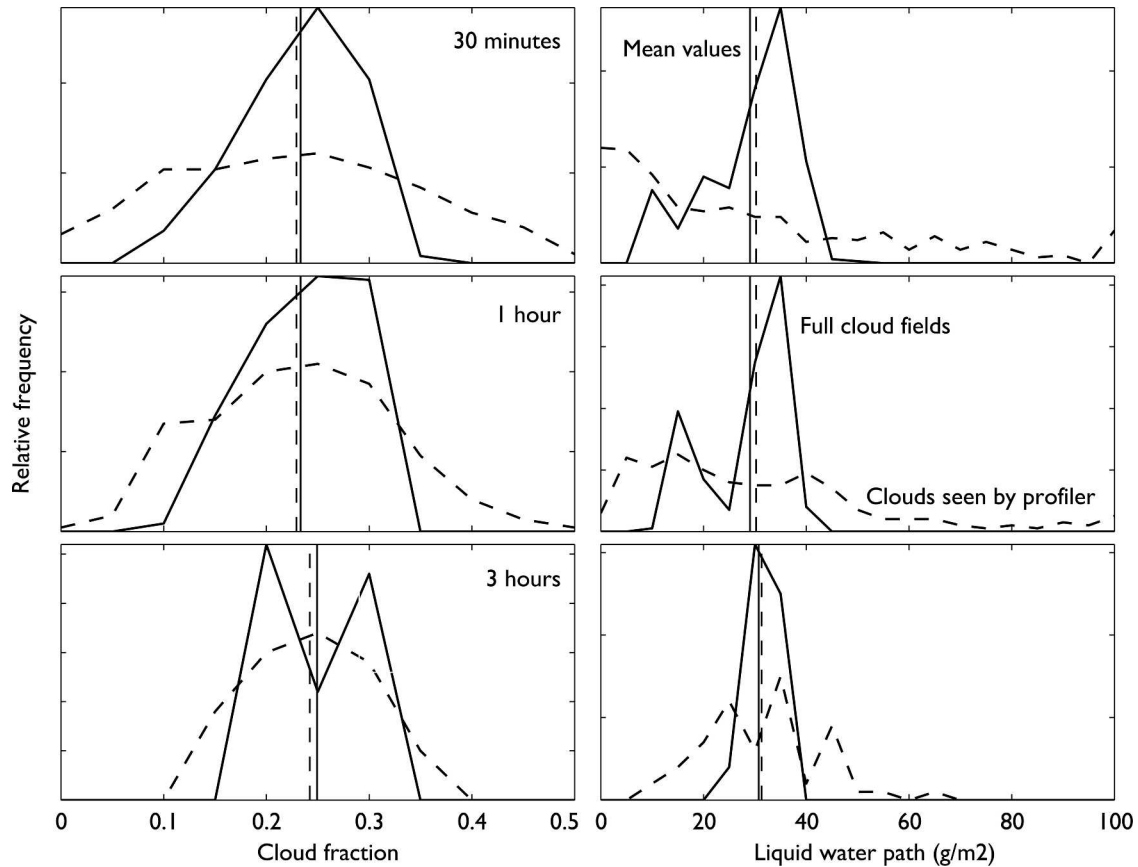 30 minutes
Mean values
1 hour
Full cloud fields
Relative frequency
Clouds seen by profiler
3 hours
0 0.1 0.2 0.3 0.4 0.5
0 20 40 60 80 100
Cloud fraction
Liquid water path (g/m2)